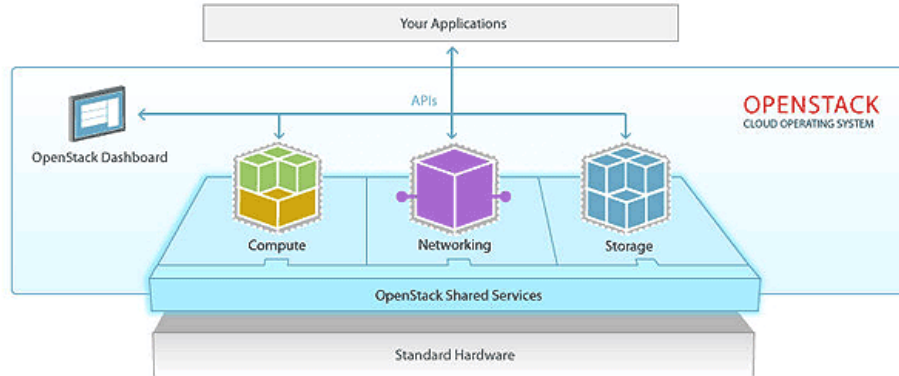 Your Applications
APIs
OPENSTACK
CLOUD OPERATING SYSTEM
OpenStack Dashboard
Compute
Networking
Storage
OpenStack Shared Services
Standard Hardware